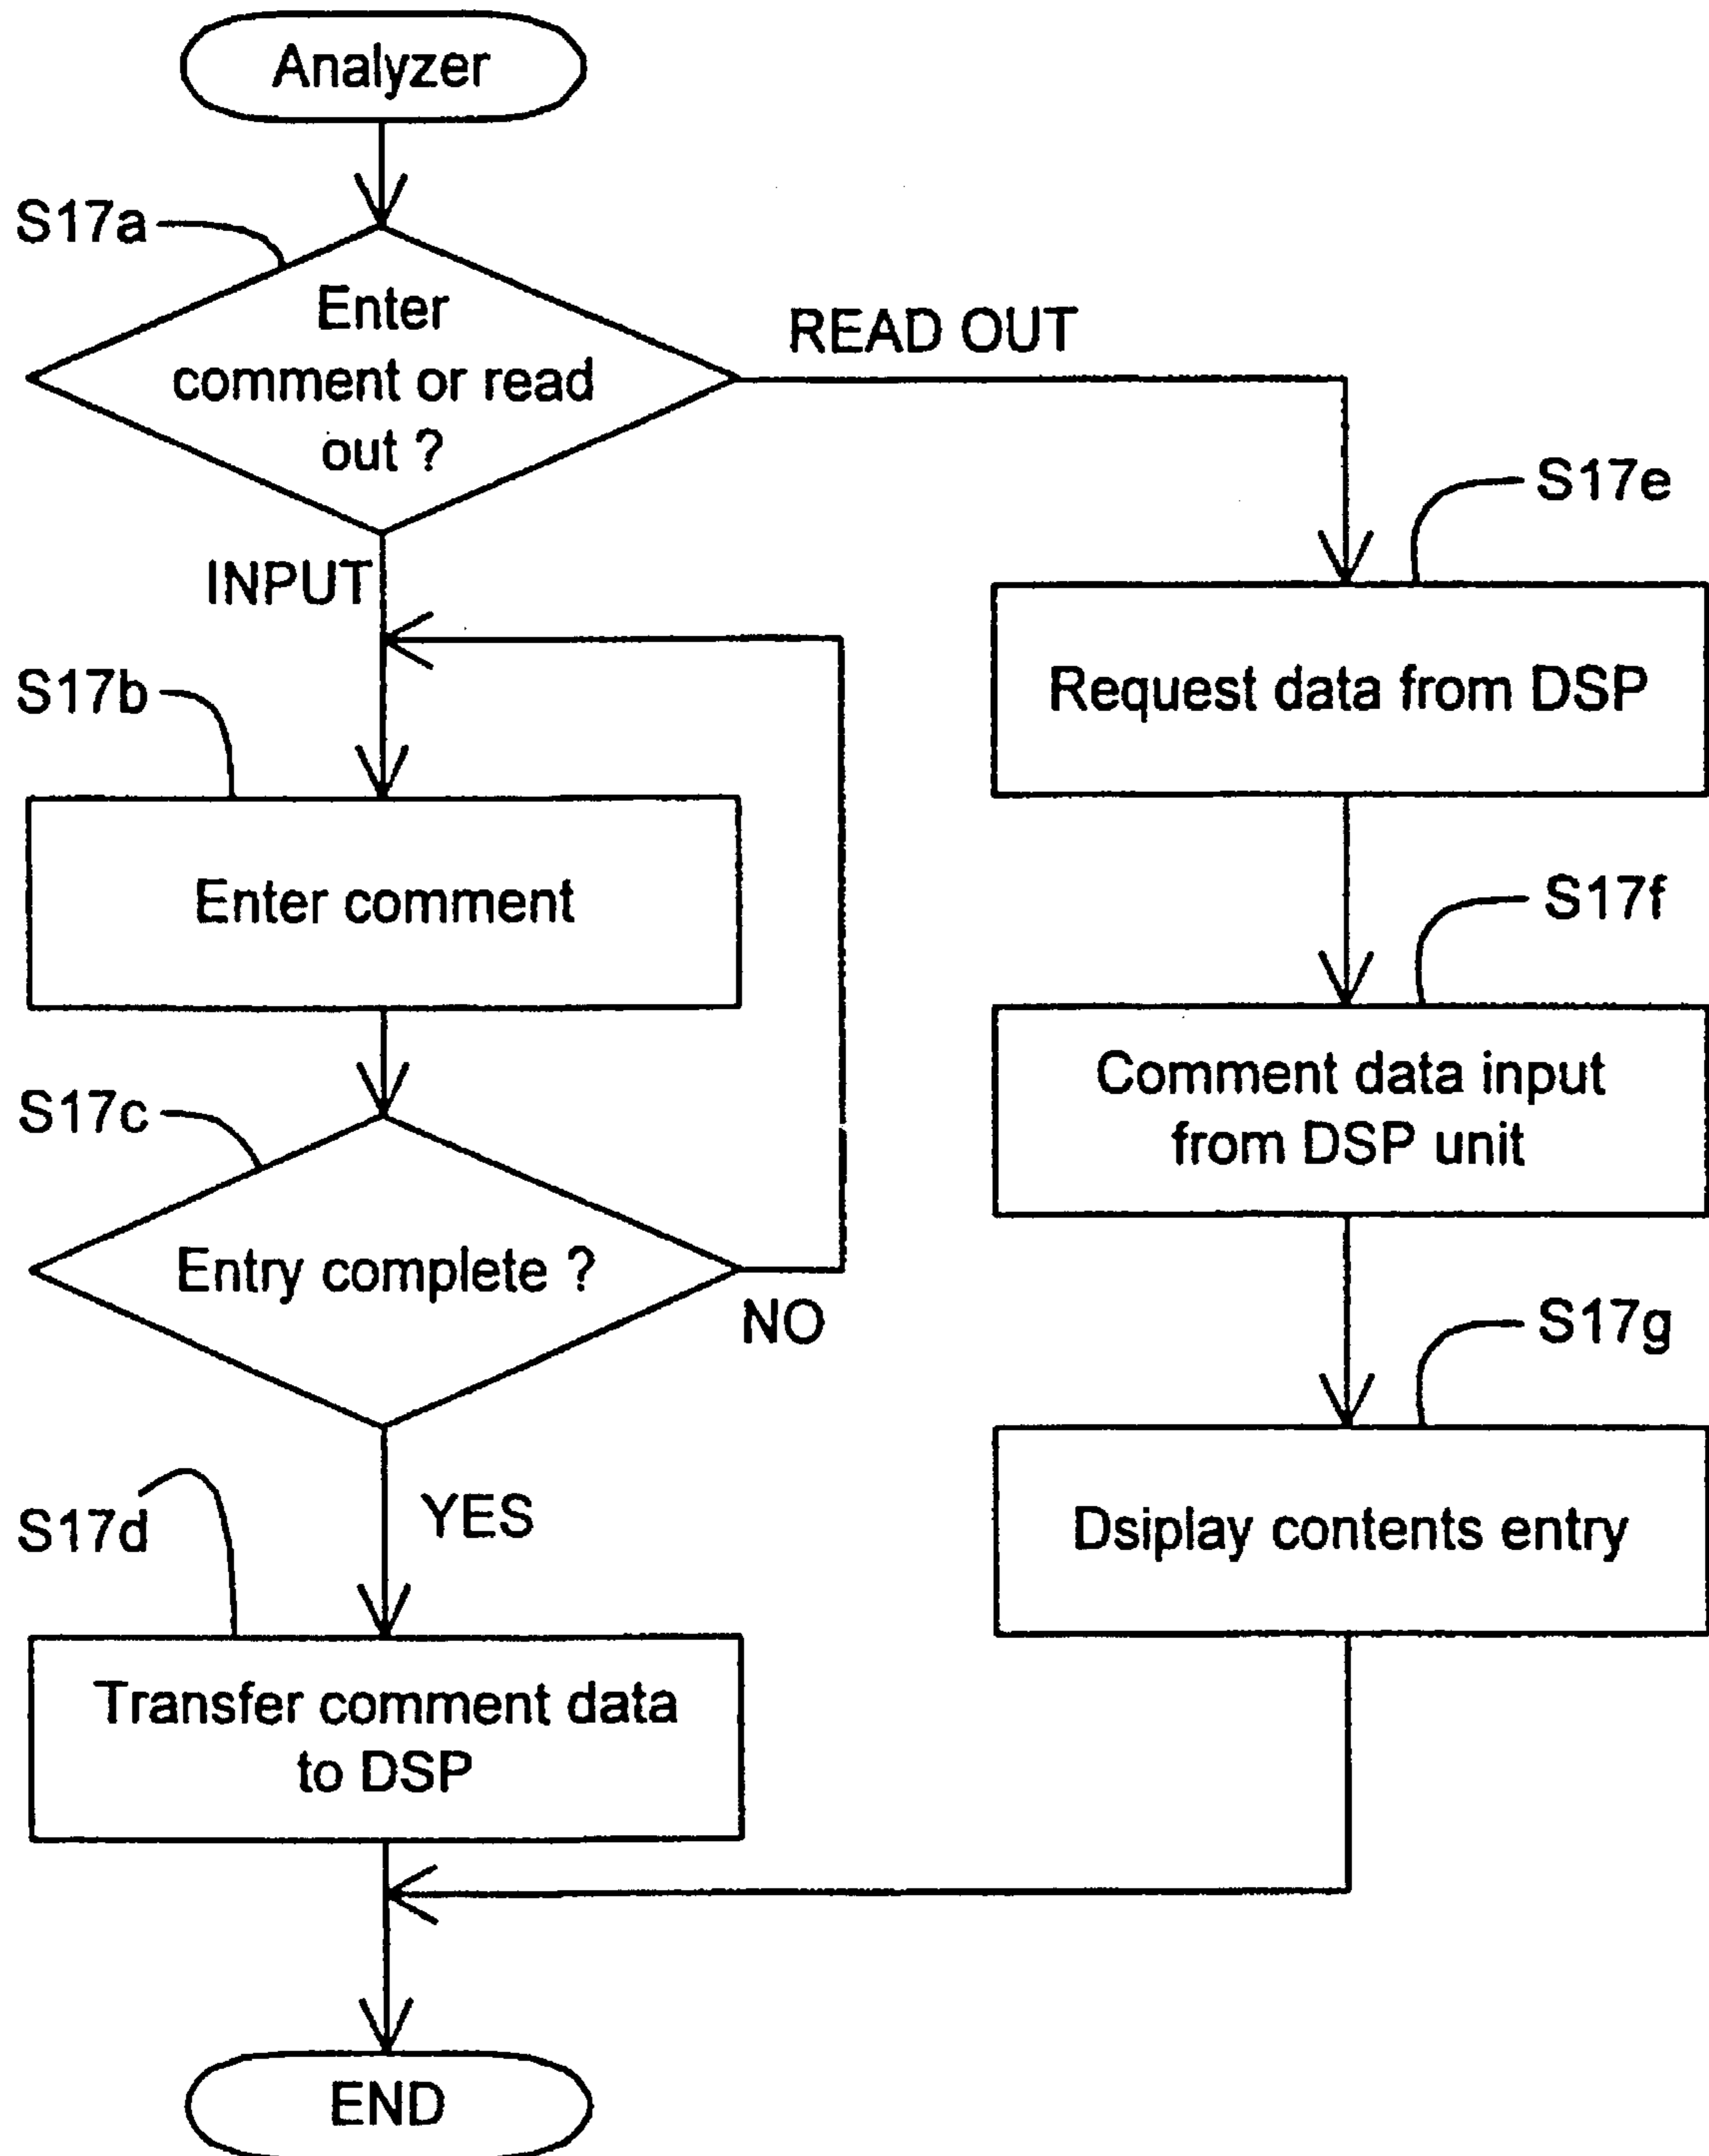 Analyzer
S17a
Enter
comment or read
out ?
READ OUT
INPUT
S17b
Enter comment
S17c
Entry complete ?
NO
YES
S17d
Transfer comment data
to DSP
S17e
Request data from DSP
S17f
Comment data input
from DSP unit
S17g
Dsiplay contents entry
END